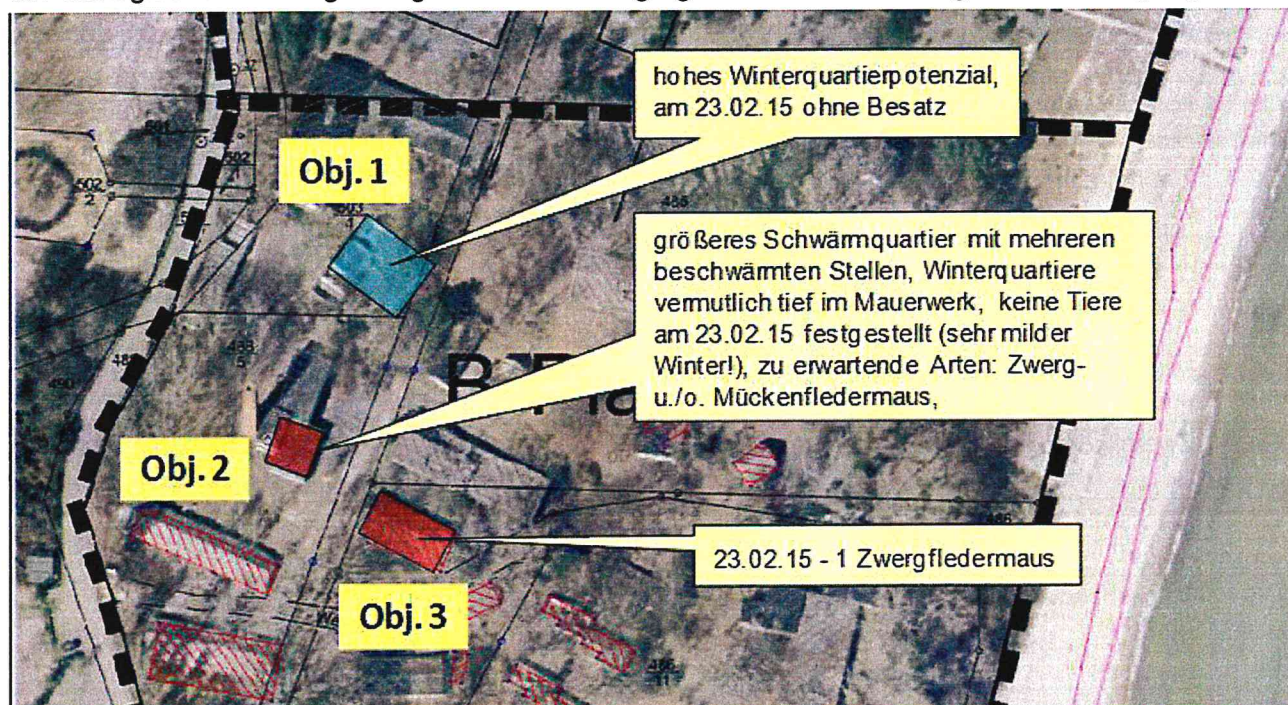 hohes Winterquartierpotenzial,
am 23.02.15 ohne Besatz
Obj. 1
größeres Schwärmquartier mit mehreren
beschwärmten Stellen, Winterquartiere
vermutlich tief im Mauerwerk, keine Tiere
am 23.02.15 festgestellt (sehr milder
Winter!), zu erwartende Arten: Zwerg-
u./o. Mückenfledermaus,
Obj. 2
23.02.15 - 1 Zwergfledermaus
Obj. 3